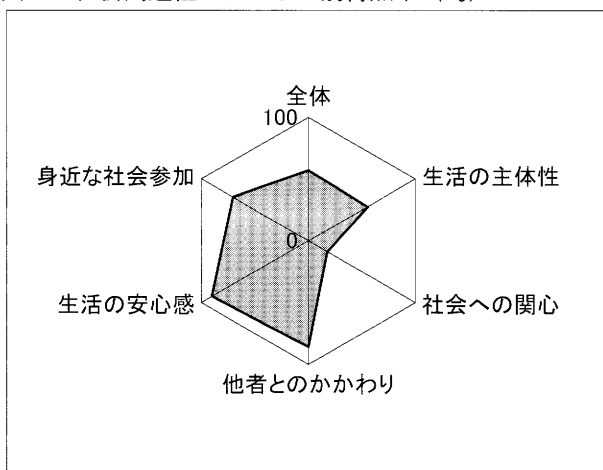 全体
100
身近な社会参加
生活の主体性
0
生活の安心感
社会への関心
他者とのかかわり